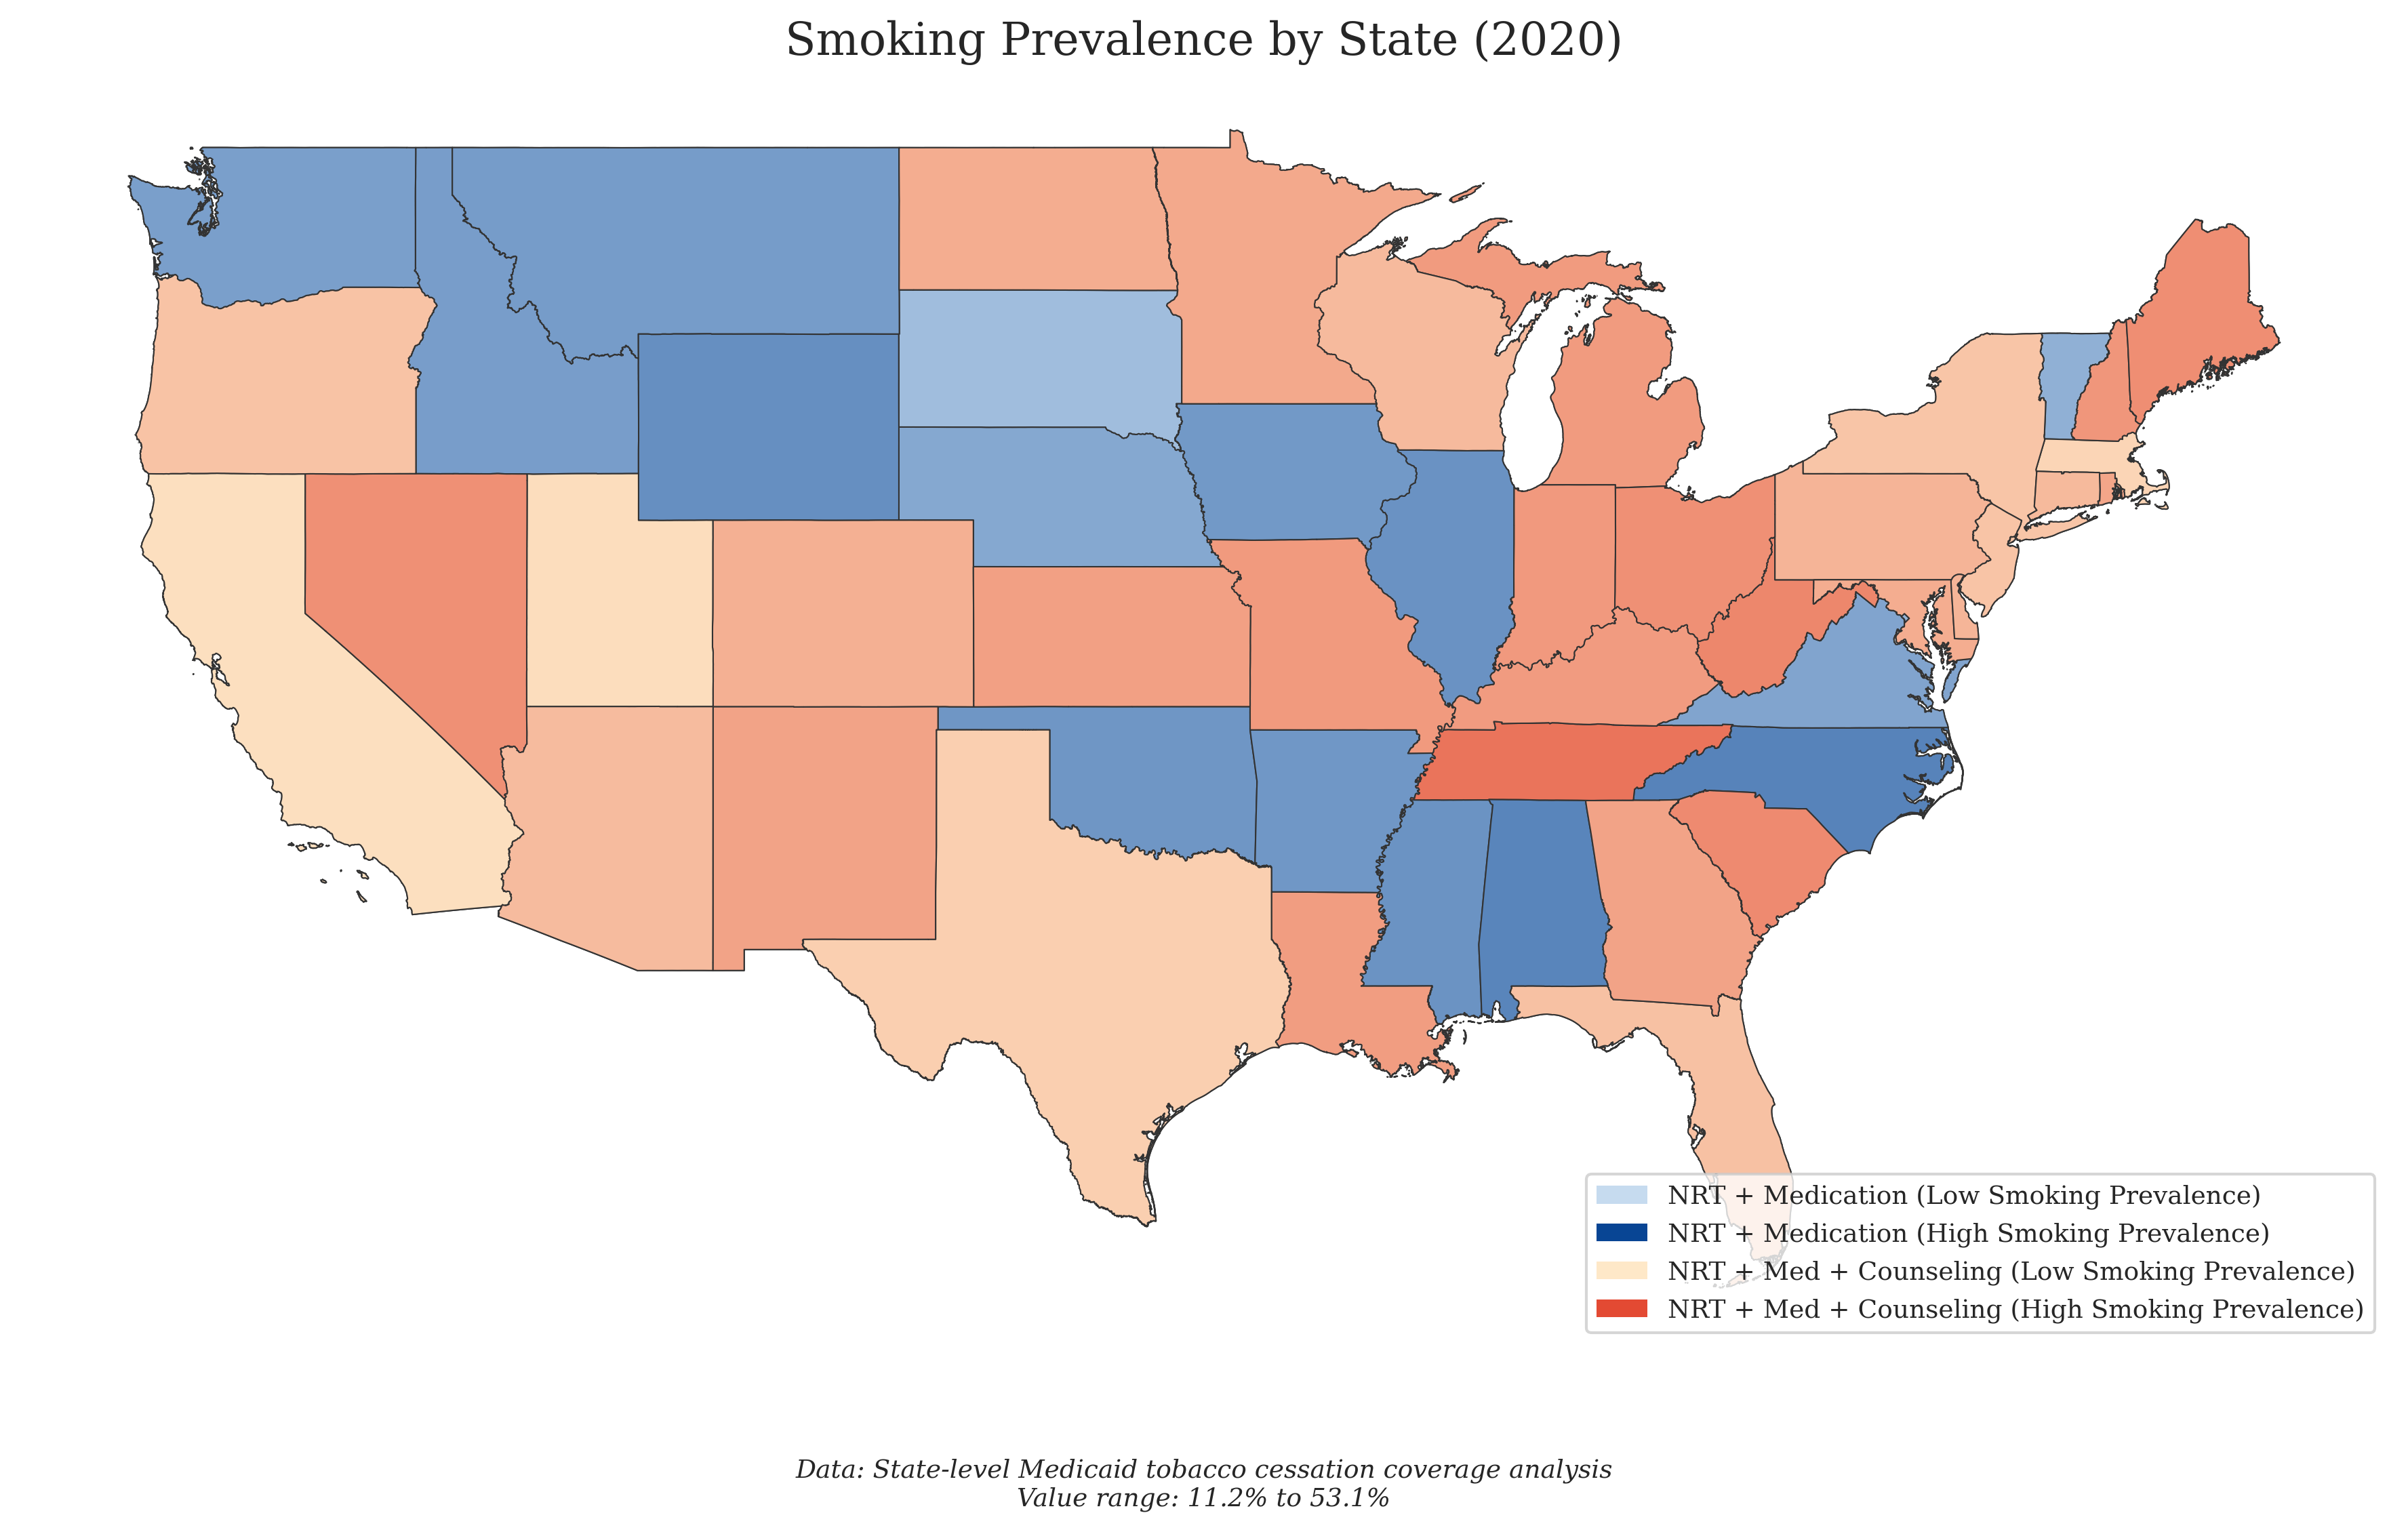 Smoking Prevalence by State (2020)
NRT + Medication (Low Smoking Prevalence)
NRT + Medication (High Smoking Prevalence)
NRT + Med + Counseling (Low Smoking Prevalence)
NRT + Med + Counseling (High Smoking Prevalence)
Data: State-level Medicaid tobacco cessation coverage analysis
Value range: 11.2% to 53.1%